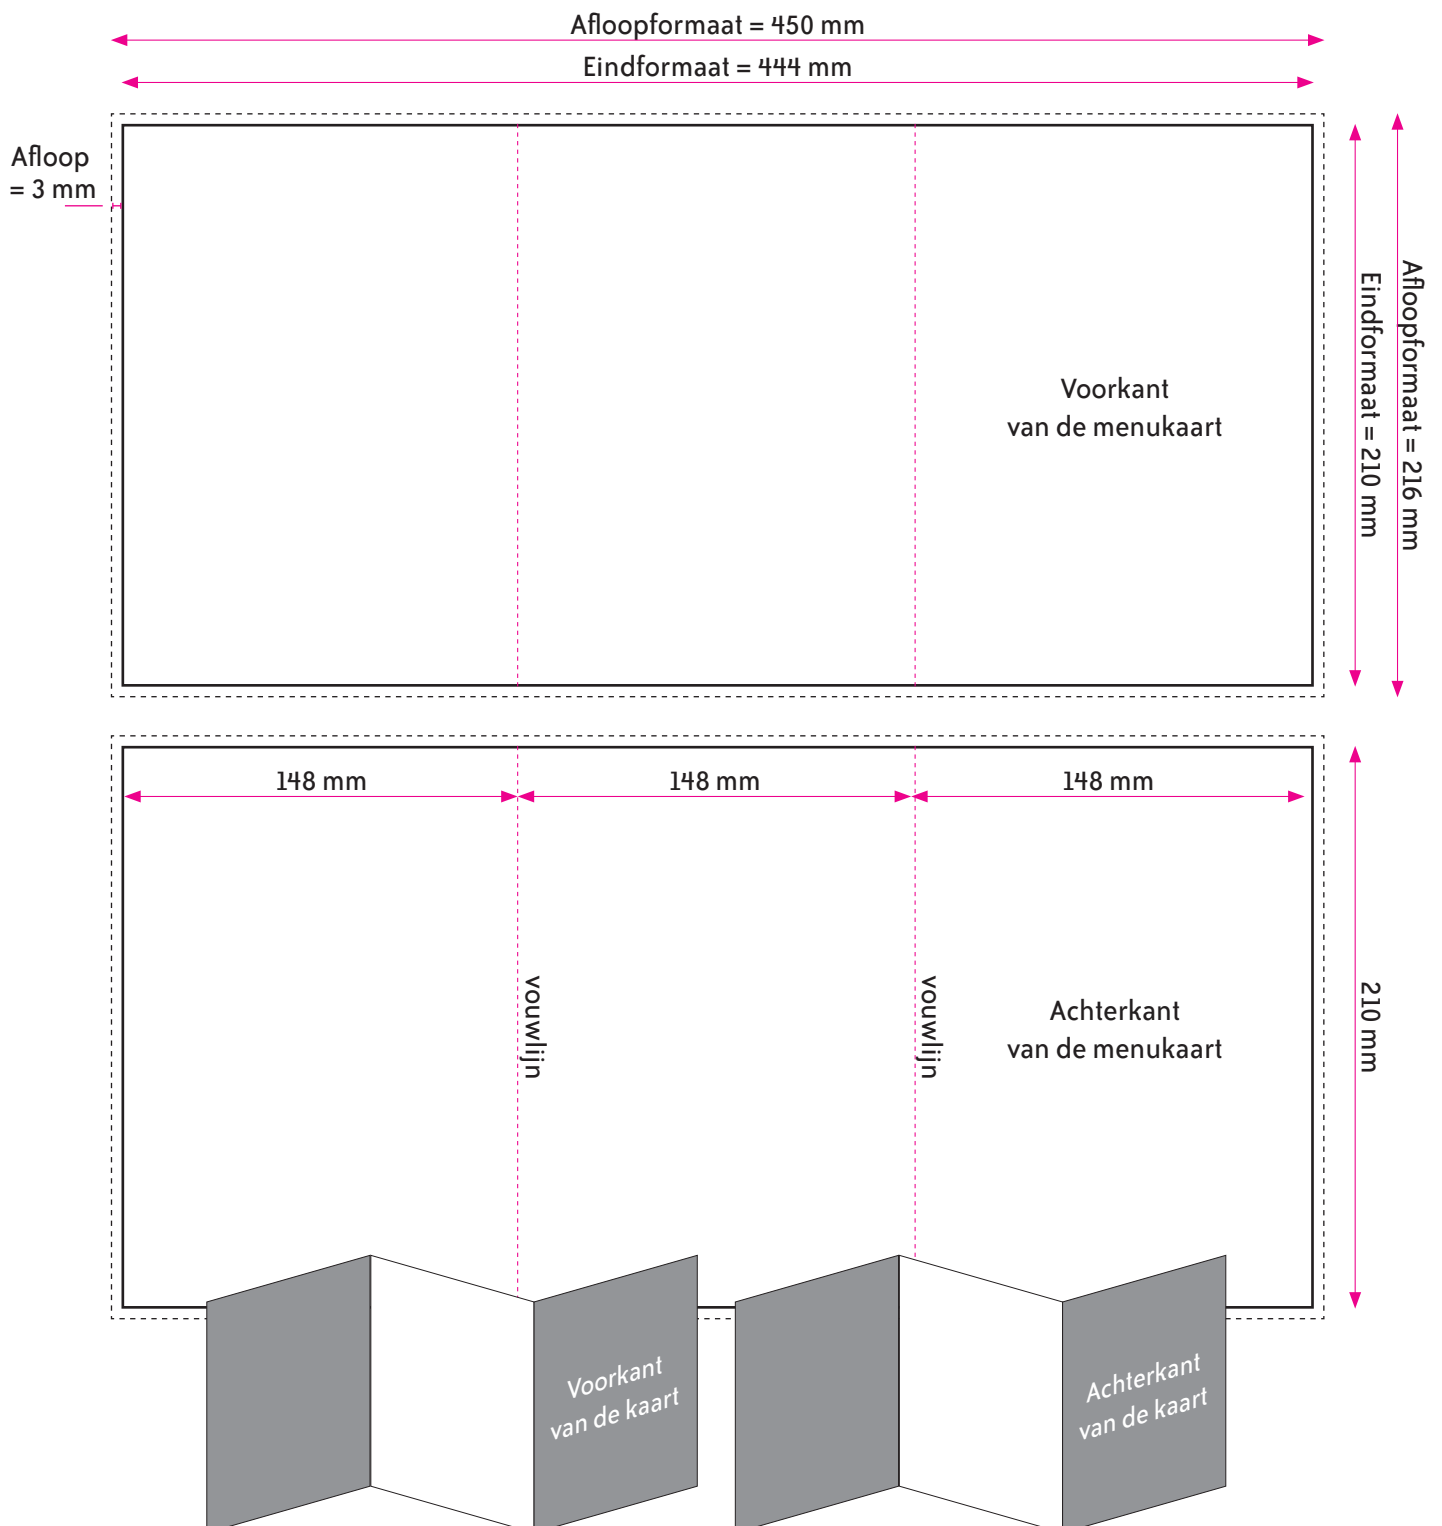 Afloopformaat = 450 mm
Eindformaat = 444 mm
Afloop
= 3 mm
Voorkant
van de menukaart
Eindformaat = 210 mm
Afloopformaat = 216 mm
148 mm
148 mm
148 mm
vouwlijn
vouwlijn
Achterkant
van de menukaart
210 mm
Voorkant
van de kaart
Achterkant
van de kaart